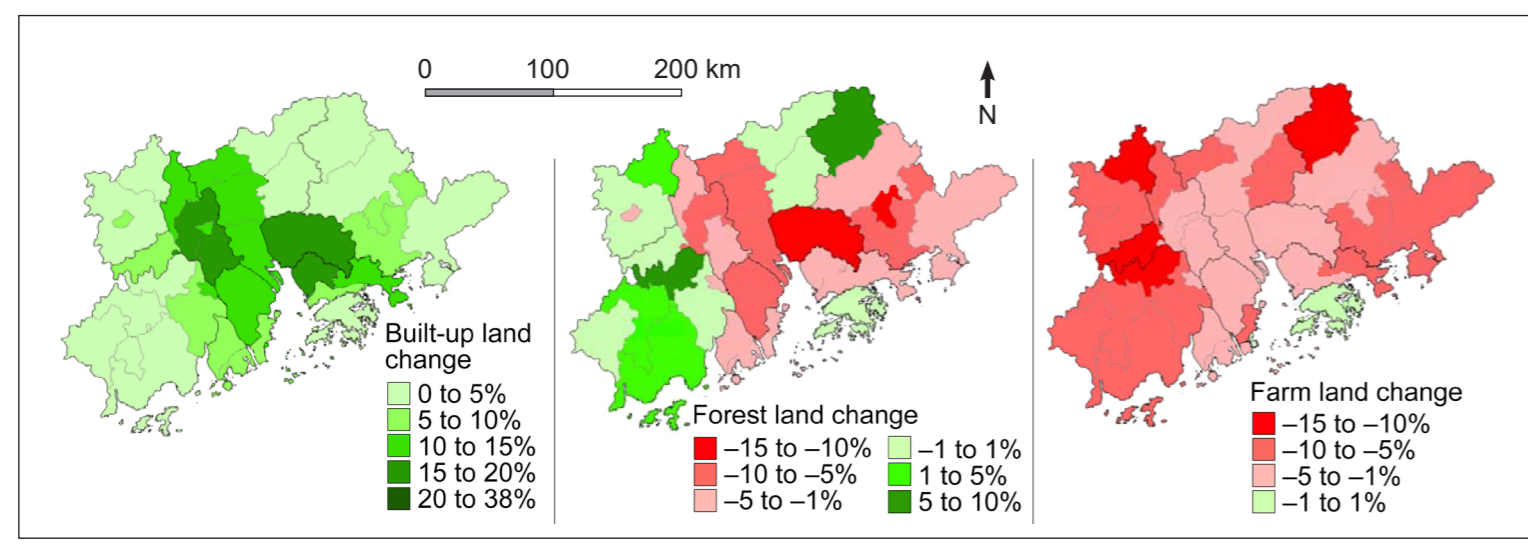 0 100 200 km
N
Built-up land
change
0 to 5%
5 to 10%
10 to 15%
15 to 20%
20 to 38%
Forest land change
–15 to –10%
–10 to –5%
–5 to –1%
–1 to 1%
1 to 5%
5 to 10%
Farm land change
–15 to –10%
–10 to –5%
–5 to –1%
–1 to 1%